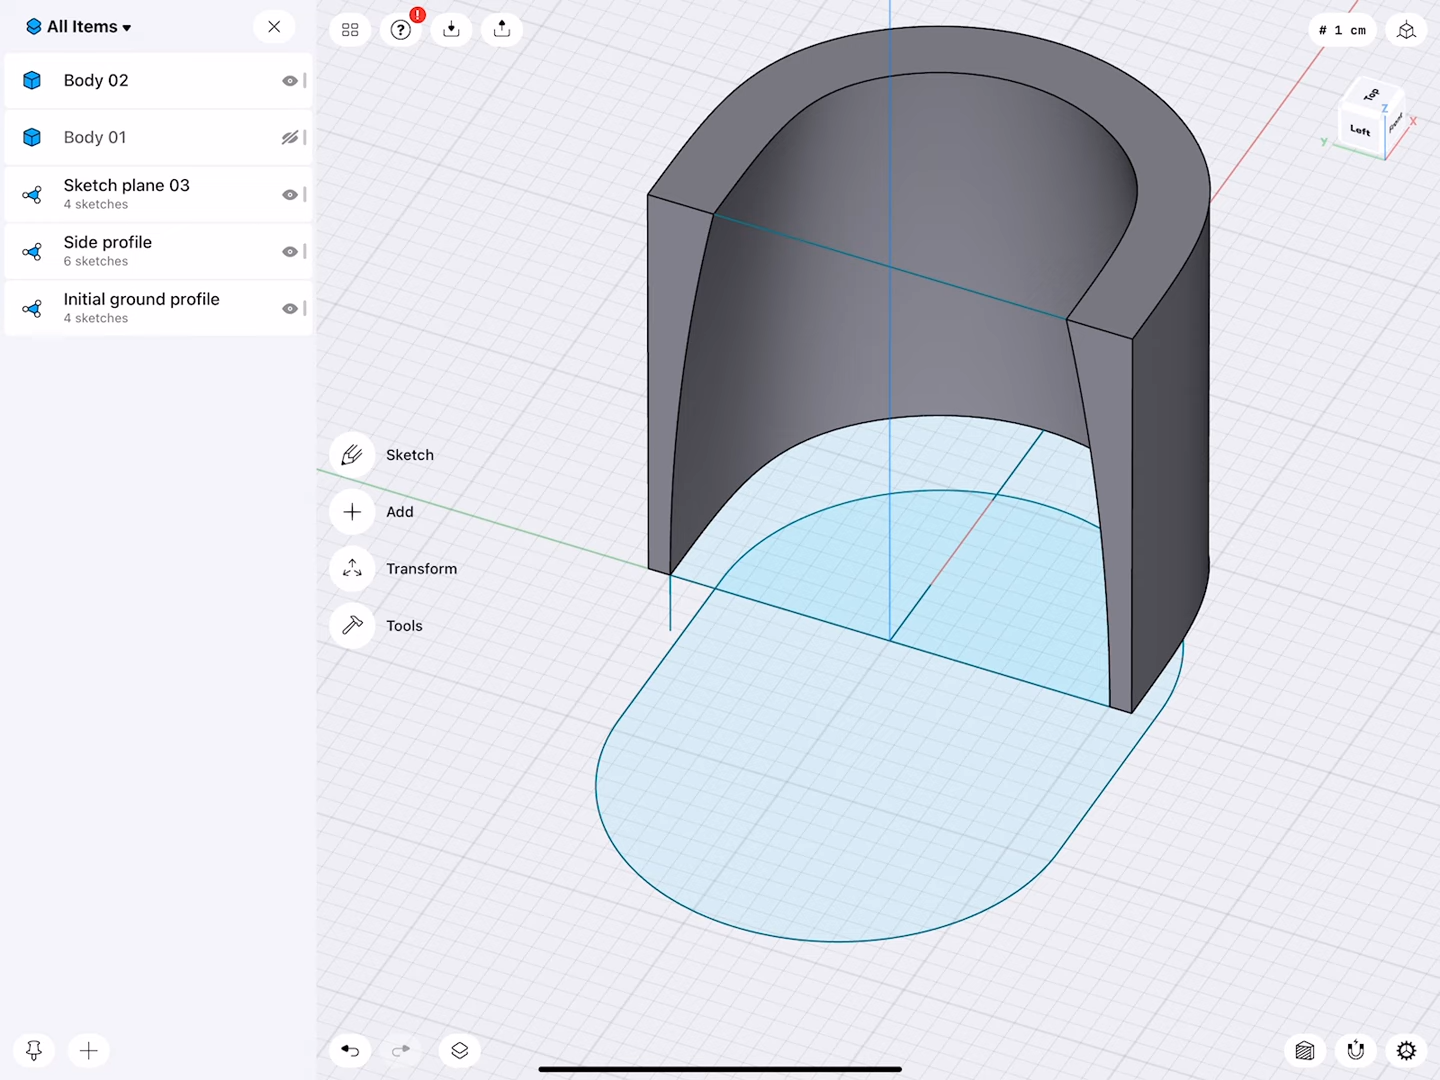 All Items
# 1 cm
Body 02
Body 01
Sketch plane 03
4 sketches
Side profile
6 sketches
Initial ground profile
4 sketches
Top
Left
Z
X
Y
Sketch
Add
Transform
Tools